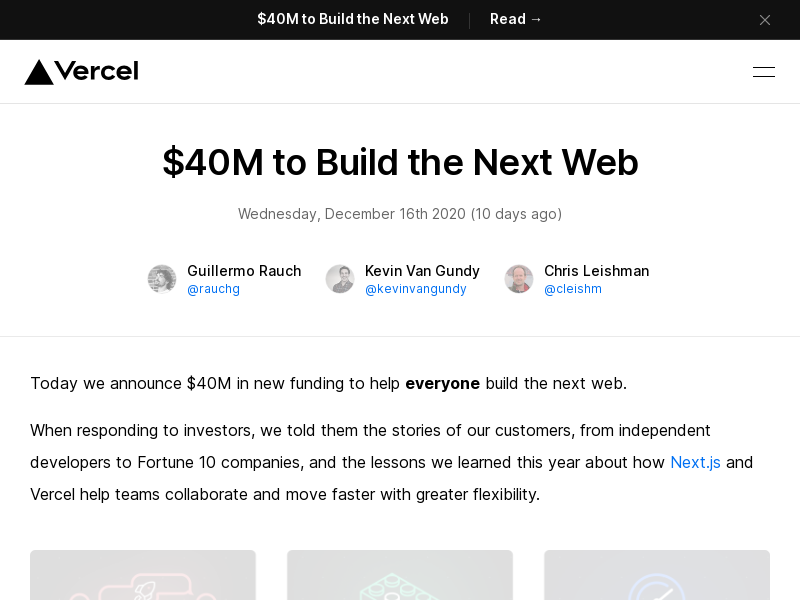 $40M to Build the Next Web
Read →
Vercel
$40M to Build the Next Web
Wednesday, December 16th 2020 (10 days ago)
Guillermo Rauch
@rauchg
Kevin Van Gundy
@kevinvangundy
Chris Leishman
@cleishm
Today we announce $40M in new funding to help everyone build the next web.
When responding to investors, we told them the stories of our customers, from independent
developers to Fortune 10 companies, and the lessons we learned this year about how Next.js and
Vercel help teams collaborate and move faster with greater flexibility.